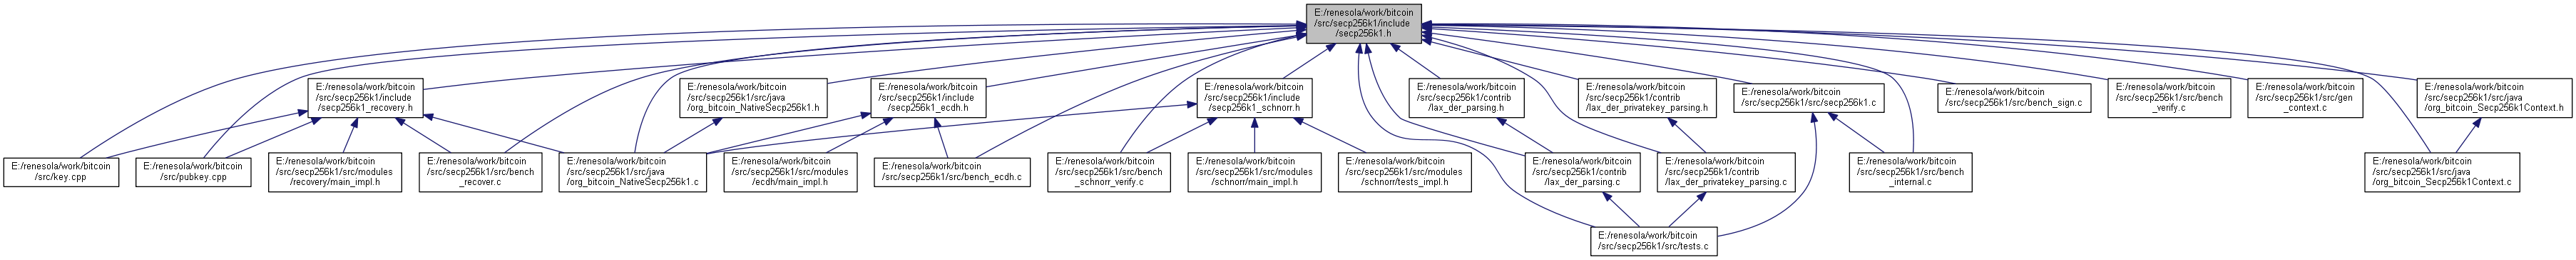 E:/renesola/work/bitcoin
/src/secp256k1/include
/secp256k1.h
E:/renesola/work/bitcoin
/src/secp256k1/include
/secp256k1_recovery.h
E:/renesola/work/bitcoin
/src/secp256k1/src/java
/org_bitcoin_NativeSecp256k1.h
E:/renesola/work/bitcoin
/src/secp256k1/include
/secp256k1_ecdh.h
E:/renesola/work/bitcoin
/src/secp256k1/include
/secp256k1_schnorr.h
E:/renesola/work/bitcoin
/src/secp256k1/contrib
/lax_der_parsing.h
E:/renesola/work/bitcoin
/src/secp256k1/contrib
/lax_der_privatekey_parsing.h
E:/renesola/work/bitcoin
/src/secp256k1/src/secp256k1.c
E:/renesola/work/bitcoin
/src/secp256k1/src/bench_sign.c
E:/renesola/work/bitcoin
/src/secp256k1/src/bench
_verify.c
E:/renesola/work/bitcoin
/src/secp256k1/src/gen
_context.c
E:/renesola/work/bitcoin
/src/secp256k1/src/java
/org_bitcoin_Secp256k1Context.h
E:/renesola/work/bitcoin
/src/key.cpp
E:/renesola/work/bitcoin
/src/pubkey.cpp
E:/renesola/work/bitcoin
/src/secp256k1/src/modules
/recovery/main_impl.h
E:/renesola/work/bitcoin
/src/secp256k1/src/bench
_recover.c
E:/renesola/work/bitcoin
/src/secp256k1/src/java
/org_bitcoin_NativeSecp256k1.c
E:/renesola/work/bitcoin
/src/secp256k1/src/modules
/ecdh/main_impl.h
E:/renesola/work/bitcoin
/src/secp256k1/src/bench_ecdh.c
E:/renesola/work/bitcoin
/src/secp256k1/src/bench
_schnorr_verify.c
E:/renesola/work/bitcoin
/src/secp256k1/src/modules
/schnorr/main_impl.h
E:/renesola/work/bitcoin
/src/secp256k1/src/modules
/schnorr/tests_impl.h
E:/renesola/work/bitcoin
/src/secp256k1/contrib
/lax_der_parsing.c
E:/renesola/work/bitcoin
/src/secp256k1/contrib
/lax_der_privatekey_parsing.c
E:/renesola/work/bitcoin
/src/secp256k1/src/bench
_internal.c
E:/renesola/work/bitcoin
/src/secp256k1/src/java
/org_bitcoin_Secp256k1Context.c
E:/renesola/work/bitcoin
/src/secp256k1/src/tests.c